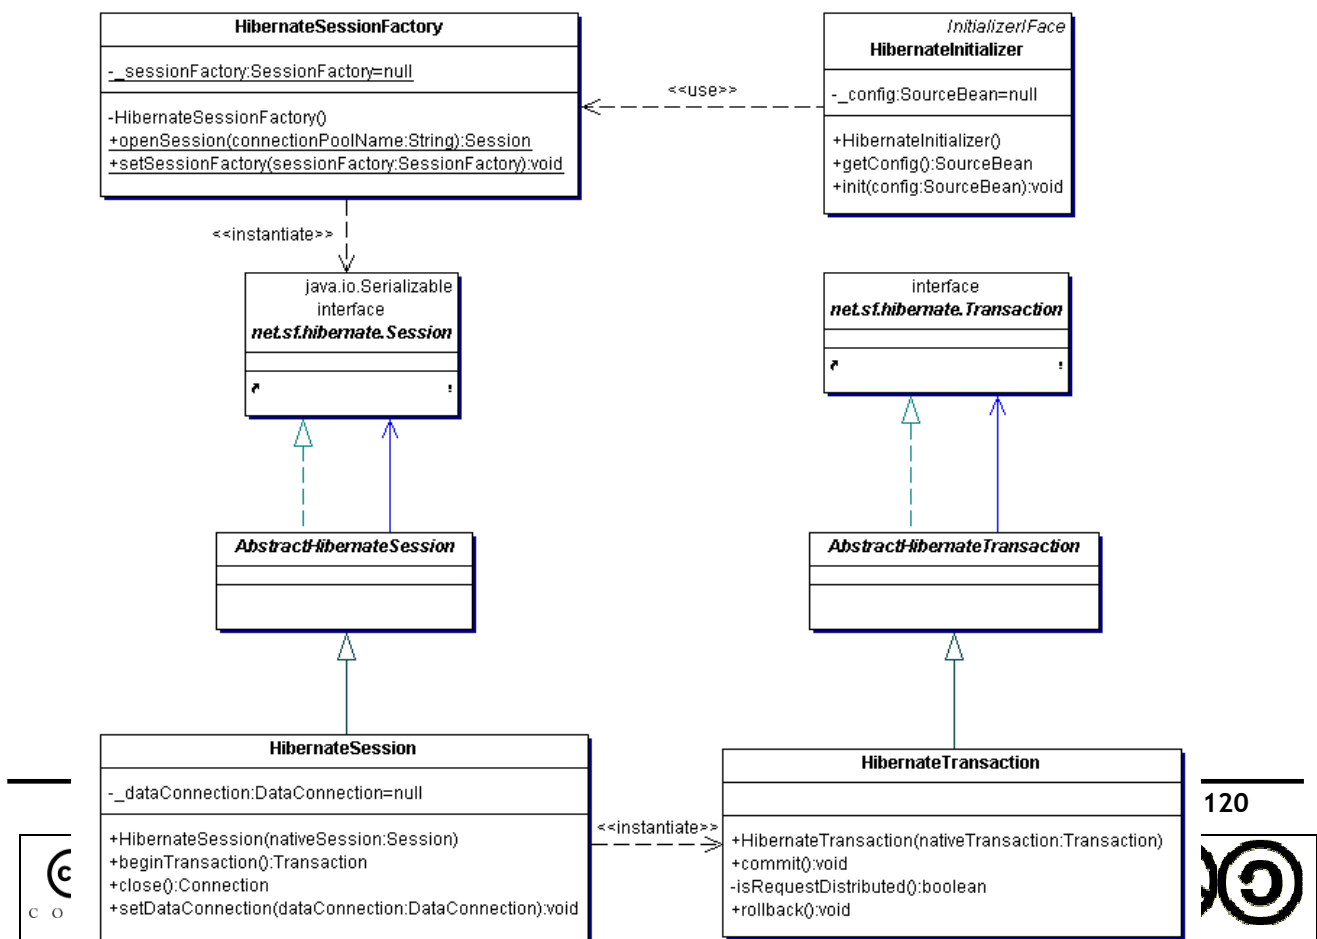 HibernateSessionFactory
-_sessionFactory:SessionFactory=null
-HibernateSessionFactory()
+openSession(connectionPoolName:String):Session
+setSessionFactory(sessionFactory:SessionFactory):void
<<use>>
InitializerIFace
HibernateInitializer
-_config:SourceBean=null
+HibernateInitializer()
+getConfig():SourceBean
+init(config:SourceBean):void
<<instantiate>>
java.io.Serializable
interface
net.sf.hibernate.Session
interface
net.sf.hibernate.Transaction
AbstractHibernateSession
AbstractHibernateTransaction
HibernateSession
-_dataConnection:DataConnection=null
+HibernateSession(nativeSession:Session)
+beginTransaction():Transaction
+close():Connection
+setDataConnection(dataConnection:DataConnection):void
<<instantiate>>
HibernateTransaction
+HibernateTransaction(nativeTransaction:Transaction)
+commit():void
-isRequestDistributed():boolean
+rollback():void
120
C O